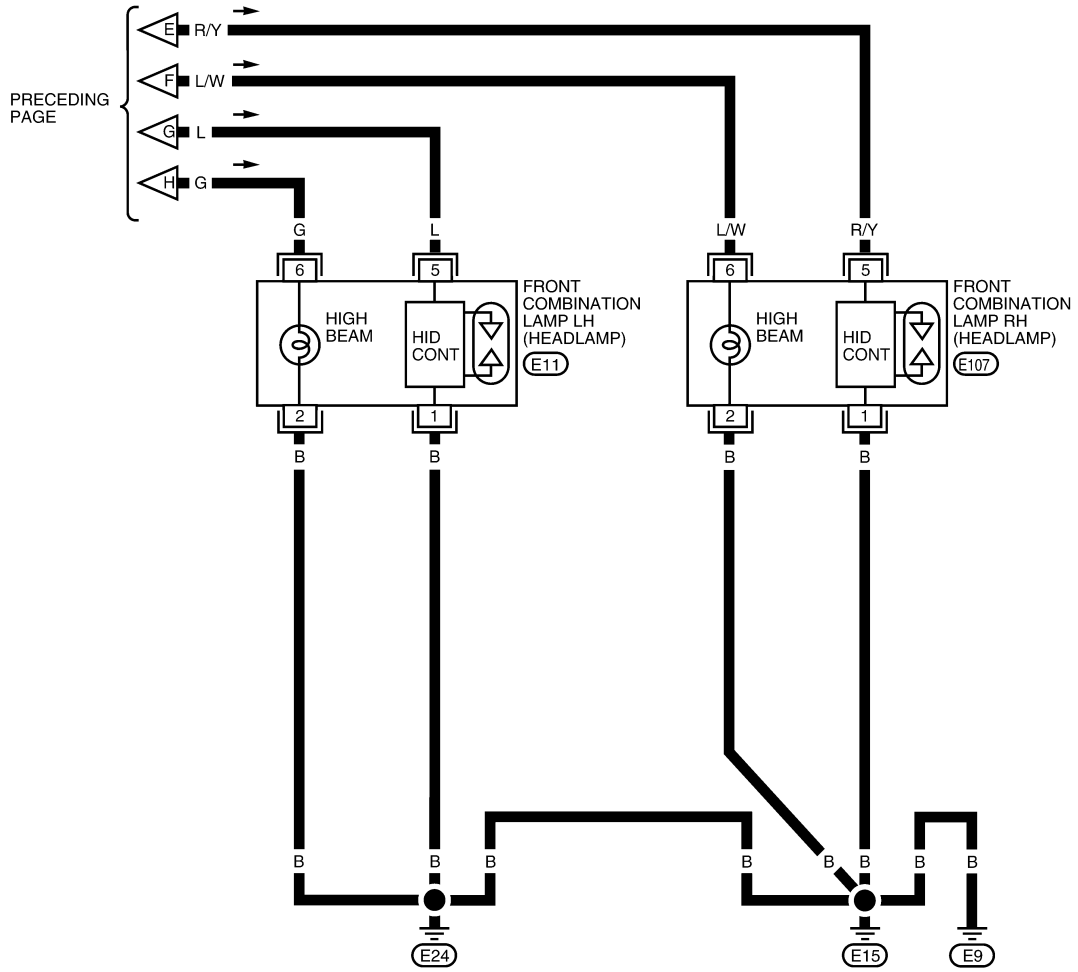 E R/Y
F L/W
PRECEDING
PAGE
G L
H G
G L L/W R/Y
6 5 6 5
FRONT
COMBINATION
LAMP LH
(HEADLAMP)
E11
HIGH
BEAM
HID
CONT
FRONT
COMBINATION
LAMP RH
(HEADLAMP)
E107
HIGH
BEAM
HID
CONT
2 1 2 1
B B B B
B B B B B B B B
E24 E15 E9